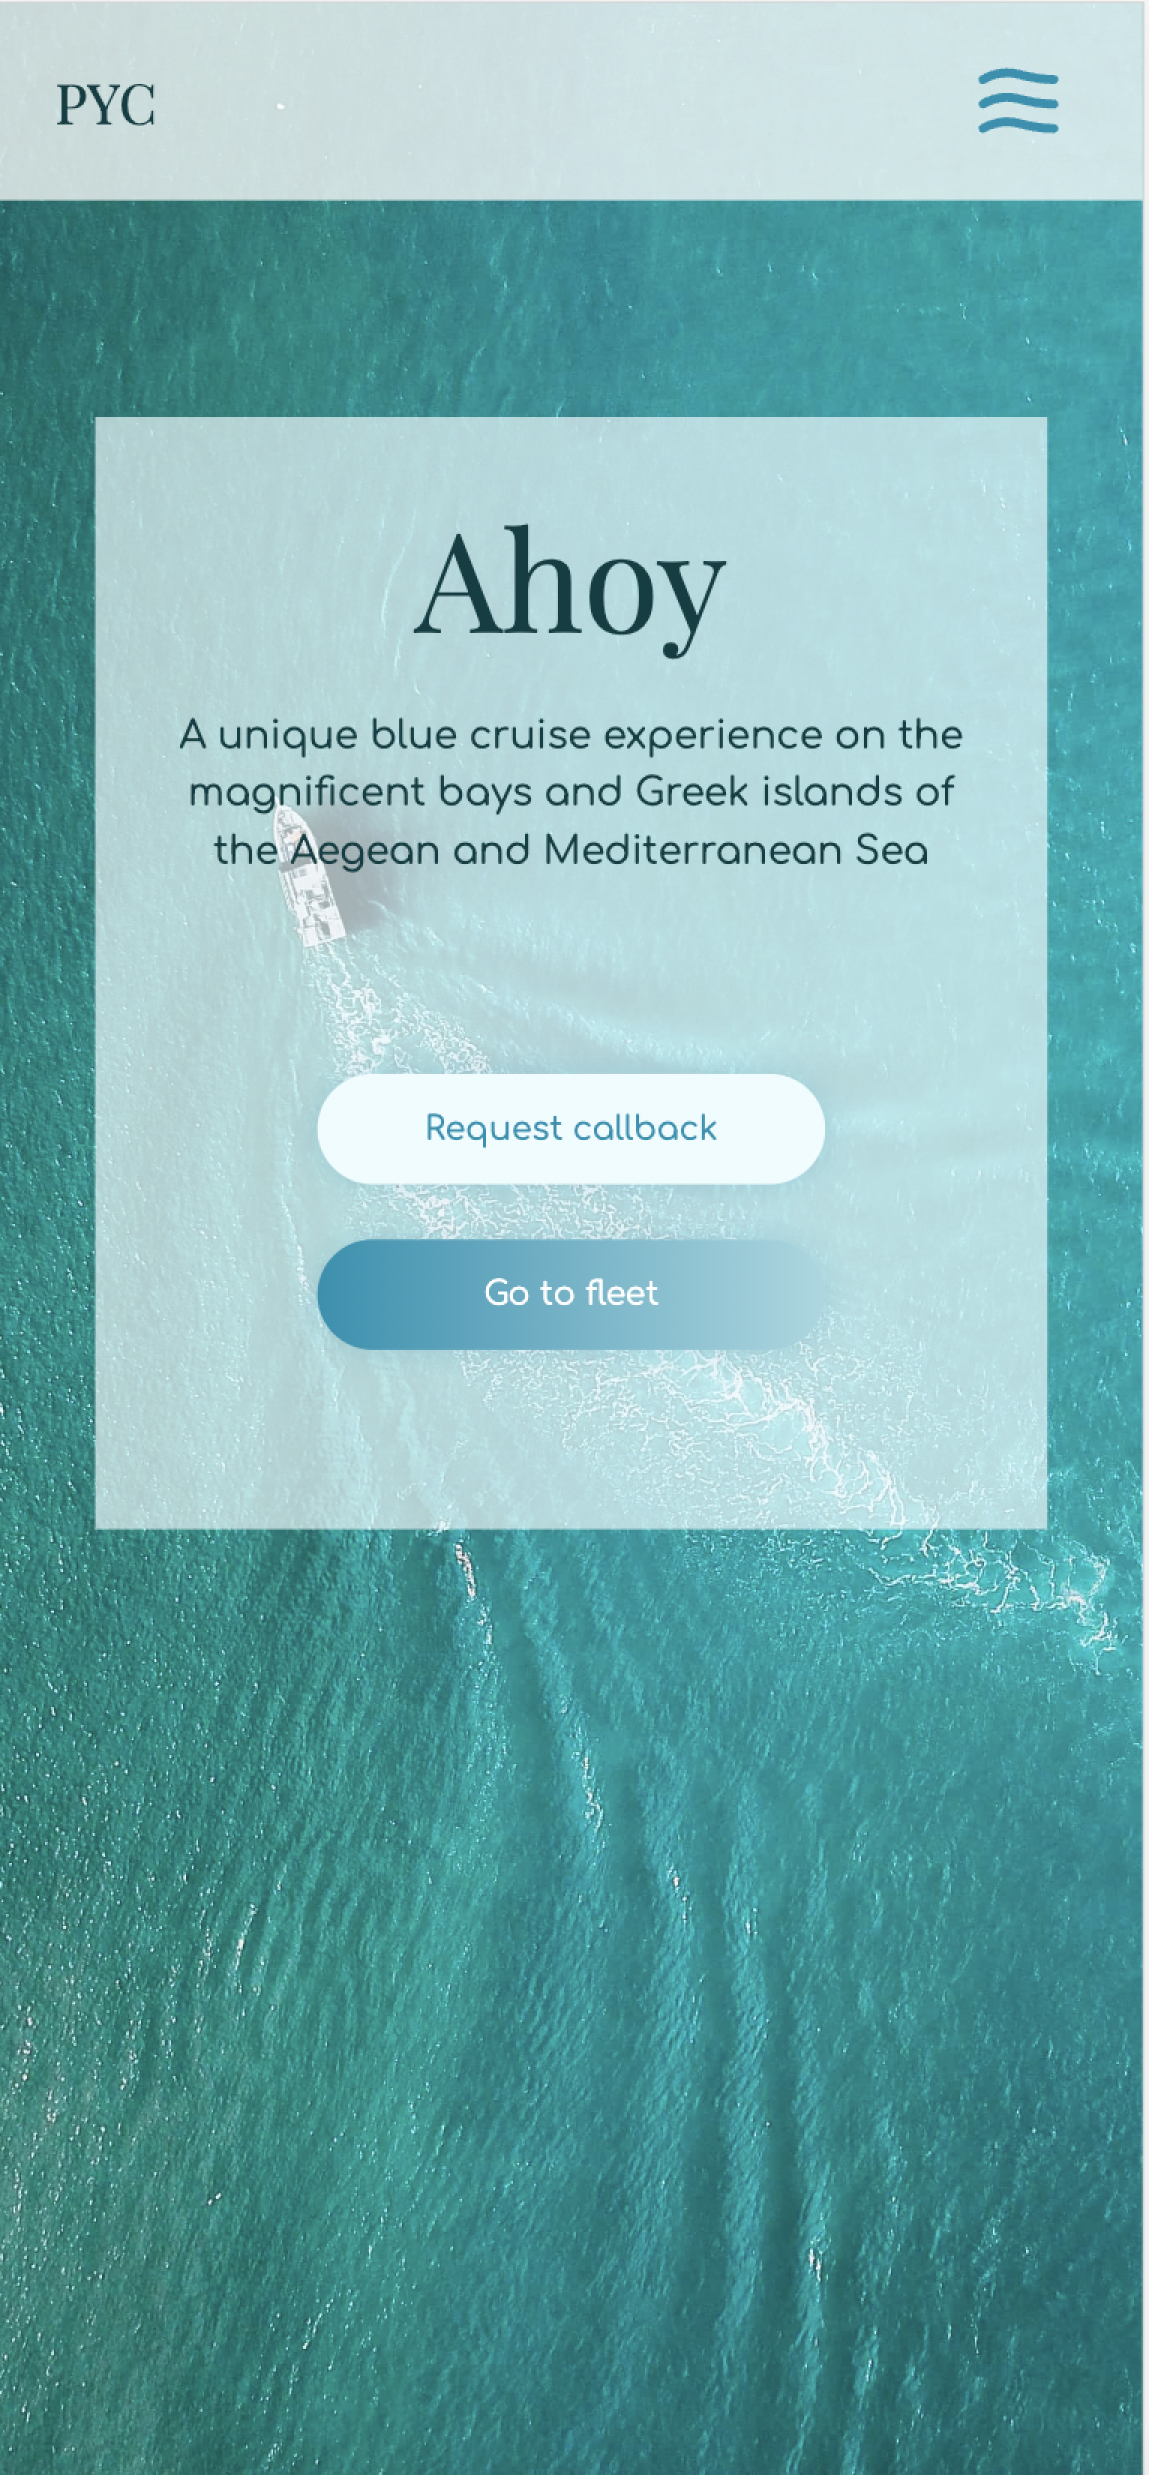 PYC
Ahoy
A unique blue cruise experience on the
magnificent bays and Greek islands of
the Aegean and Mediterranean Sea
Request callback
Go to fleet